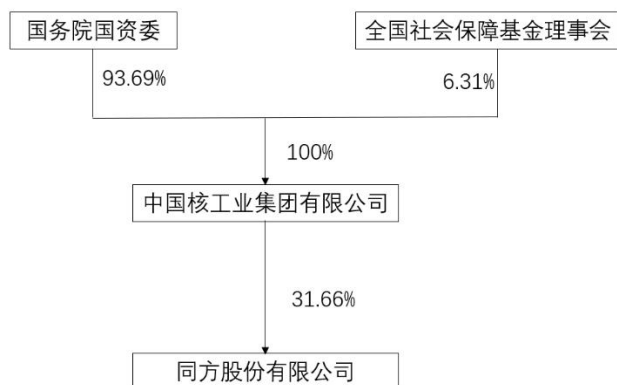 国务院国资委
全国社会保障基金理事会
93.69%
6.31%
100%
中国核工业集团有限公司
31.66%
同方股份有限公司